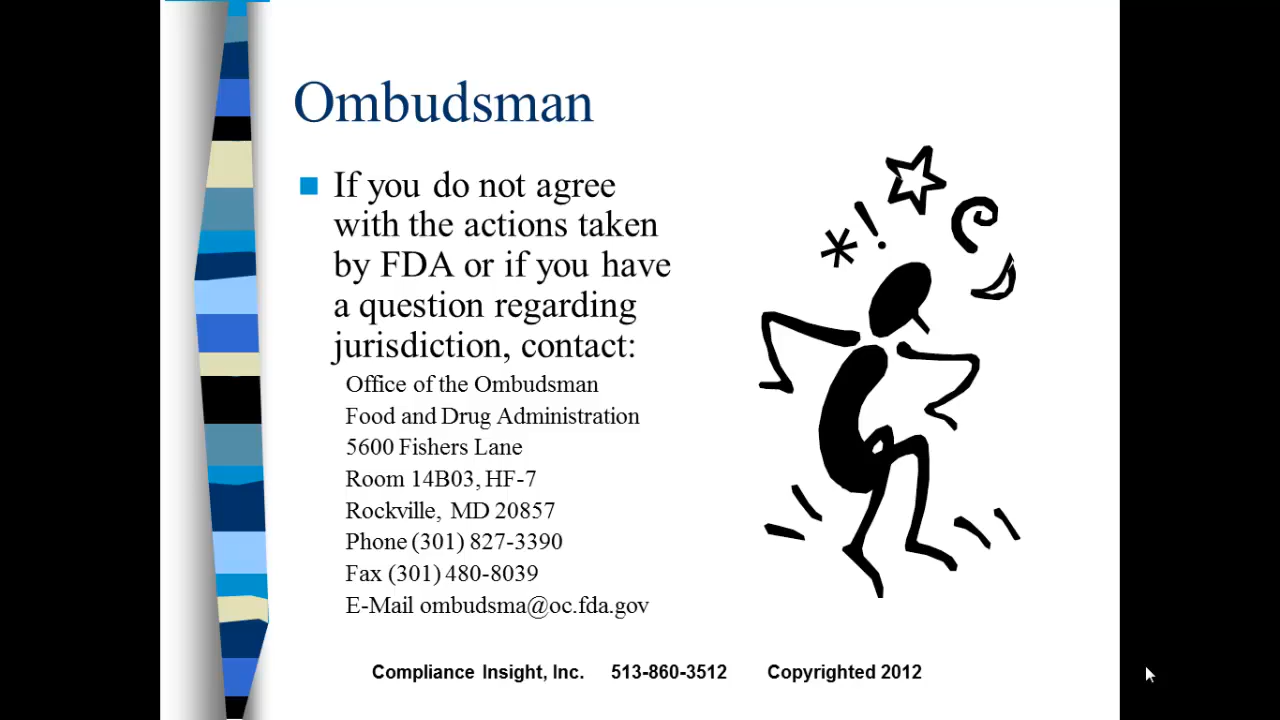 Ombudsman
If you do not agree
with the actions taken
by FDA or if you have
a question regarding
jurisdiction, contact:
Office of the Ombudsman
Food and Drug Administration
5600 Fishers Lane
Room 14B03, HF-7
Rockville, MD 20857
Phone (301) 827-3390
Fax (301) 480-8039
E-Mail ombudsma@oc.fda.gov
Compliance Insight, Inc. 513-860-3512 Copyrighted 2012